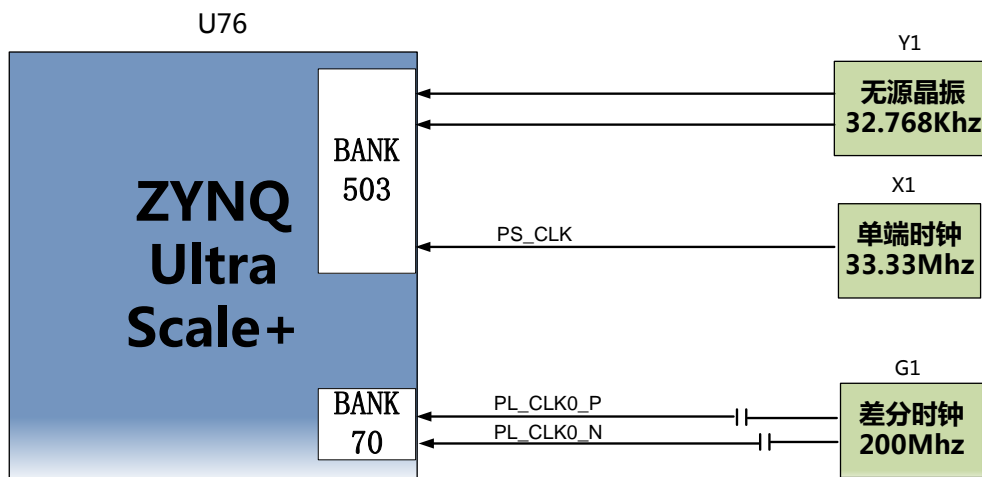 U76
ZYNQ
Ultra
Scale+
BANK
503
BANK
70
PS_CLK
PL_CLK0_P
PL_CLK0_N
Y1
无源晶振
32.768Khz
X1
单端时钟
33.33Mhz
G1
差分时钟
200Mhz